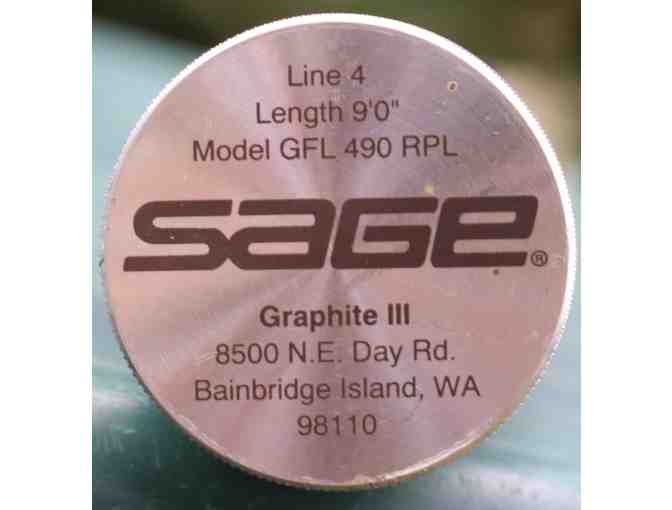 Line 4
Length 9'0"
Model GFL 490 RPL
SAGE®
Graphite III
8500 N.E. Day Rd.
Bainbridge Island, WA
98110